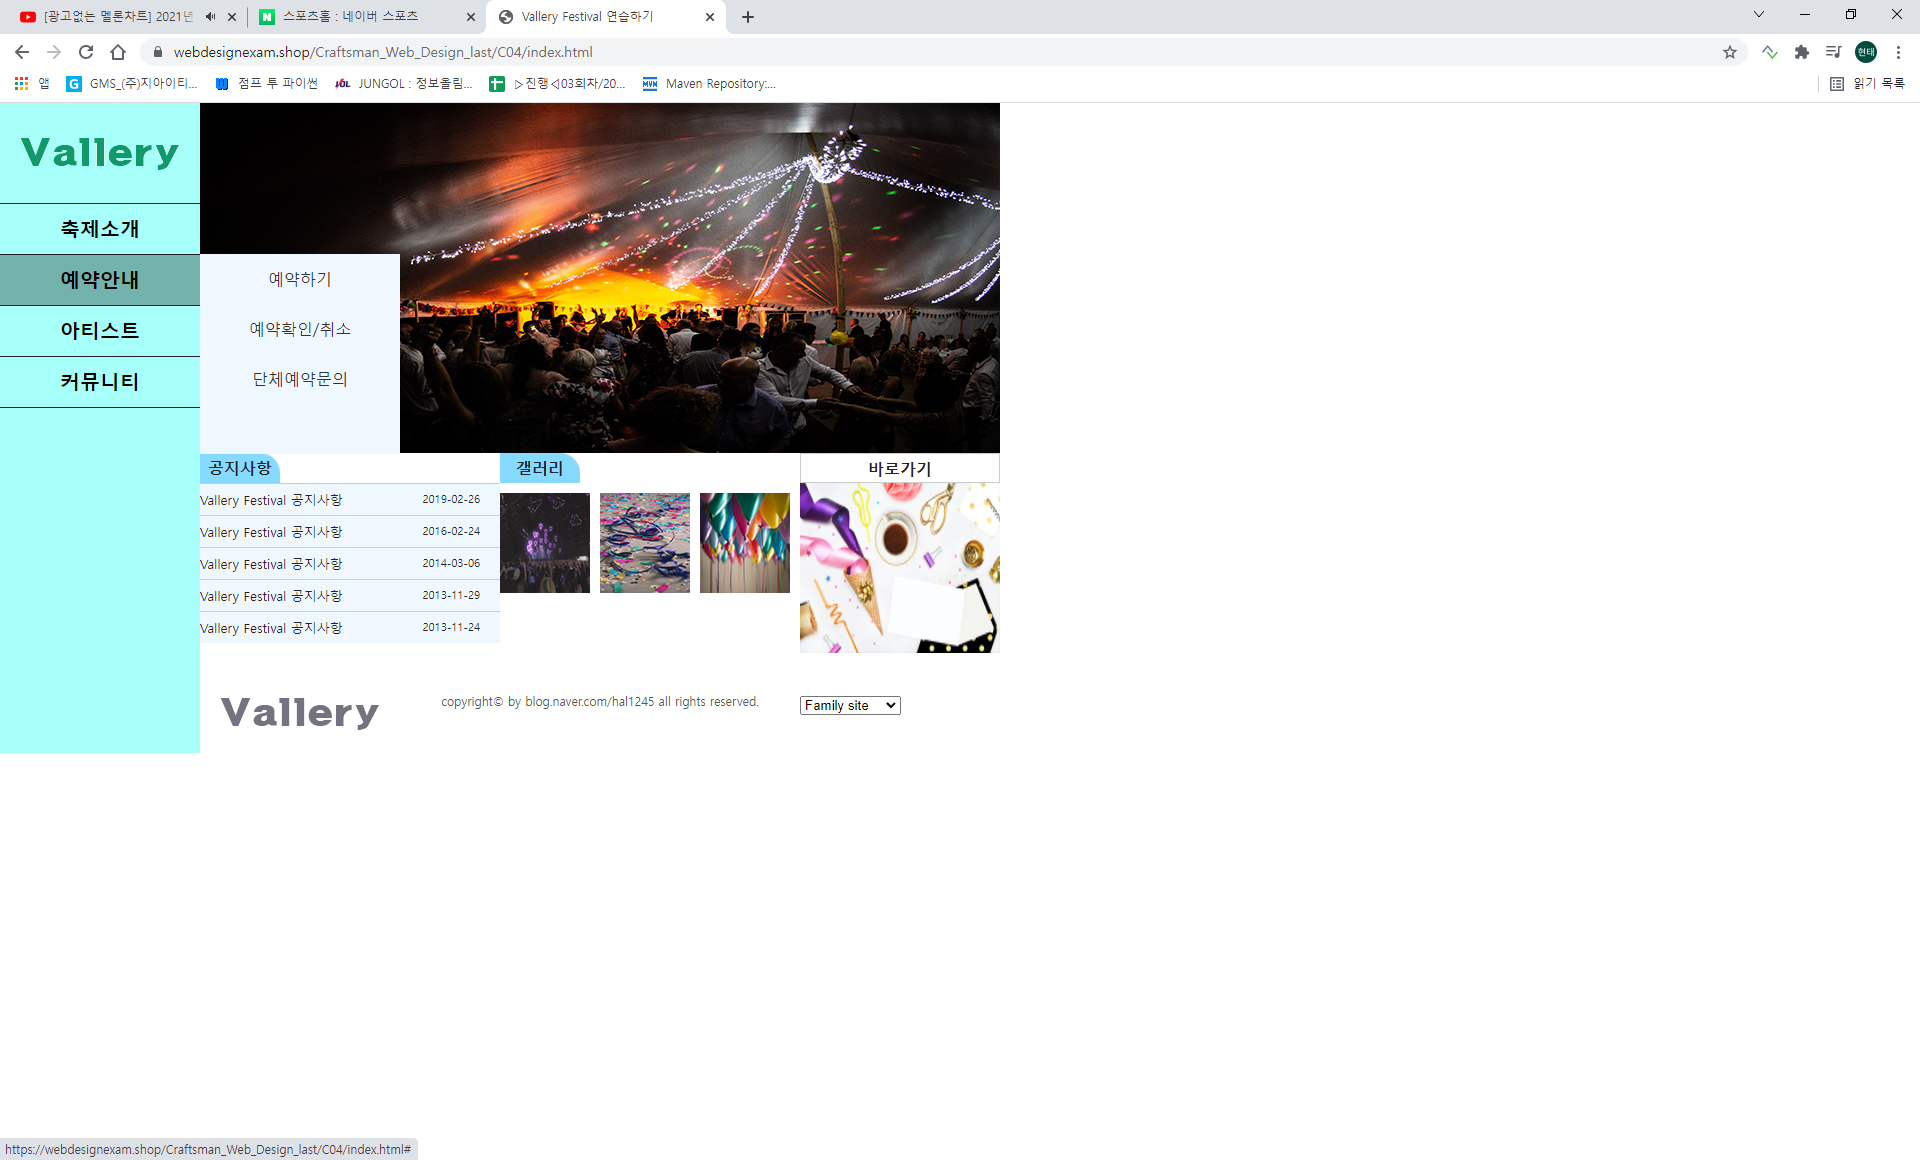 [광고없는 멜론차트] 2021년
스포츠홈 : 네이버 스포츠
Vallery Festival 연습하기
webdesignexam.shop/Craftsman_Web_Design_last/C04/index.html
현태
앱
GMS_(주)지아이티...
점프 투 파이썬
JUNGOL : 정보올림...
▷진행◁03회차/20...
Maven Repository:...
읽기 목록
Vallery
축제소개
예약안내
아티스트
커뮤니티
예약하기
예약확인/취소
단체예약문의
공지사항
Vallery Festival 공지사항 2019-02-26
Vallery Festival 공지사항 2016-02-24
Vallery Festival 공지사항 2014-03-06
Vallery Festival 공지사항 2013-11-29
Vallery Festival 공지사항 2013-11-24
갤러리
바로가기
Vallery
copyright© by blog.naver.com/hal1245 all rights reserved.
Family site
https://webdesignexam.shop/Craftsman_Web_Design_last/C04/index.html#